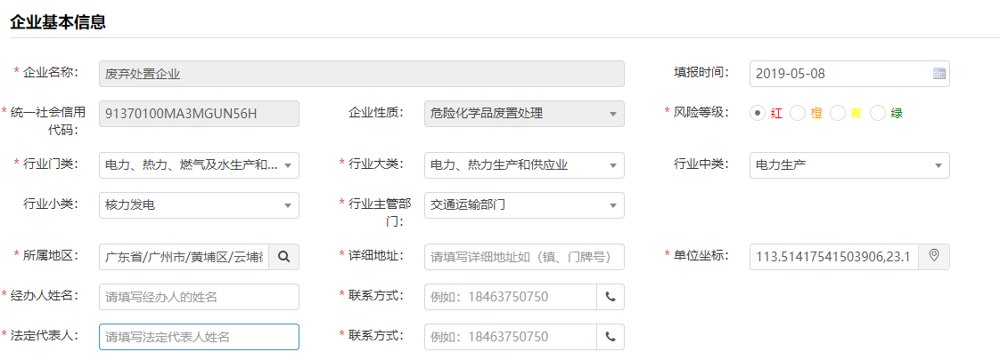 企业基本信息
* 企业名称： 废弃处置企业 填报时间： 2019-05-08
* 统一社会信用代码： 91370100MA3MGUN56H 企业性质： 危险化学品废置处理 * 风险等级： 红 橙 黄 绿
* 行业门类： 电力、热力、燃气及水生产和... * 行业大类： 电力、热力生产和供应业 行业中类： 电力生产
行业小类： 核力发电 * 行业主管部门： 交通运输部门
* 所属地区： 广东省/广州市/黄埔区/云埔 * 详细地址： 请填写详细地址如（镇、门牌号） * 单位坐标： 113.51417541503906,23.1
* 经办人姓名： 请填写经办人的姓名 * 联系方式： 例如：18463750750
* 法定代表人： 请填写法定代表人姓名 * 联系方式： 例如：18463750750